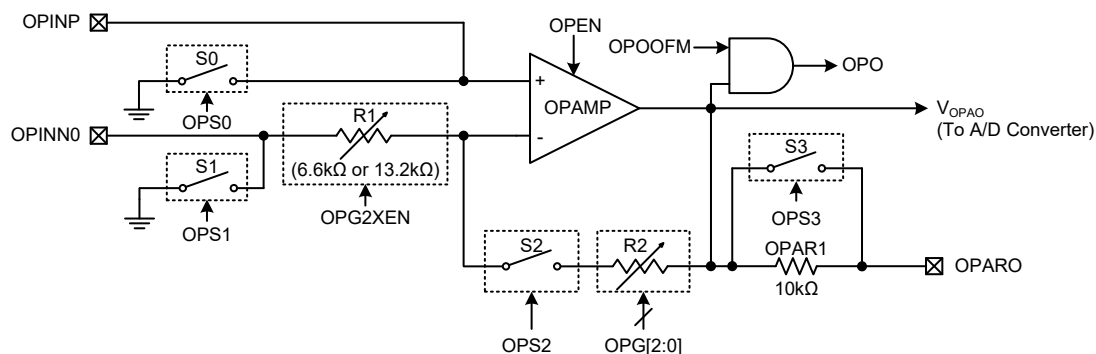 OPINP
OPEN
OPOOFM
OPO
S0
OPS0
+
OPAMP
-
V_OPAO
(To A/D Converter)
OPINN0
R1
(6.6kΩ or 13.2kΩ)
OPG2XEN
S1
OPS1
S3
OPS3
S2
OPS2
R2
OPG[2:0]
OPAR1
10kΩ
OPARO